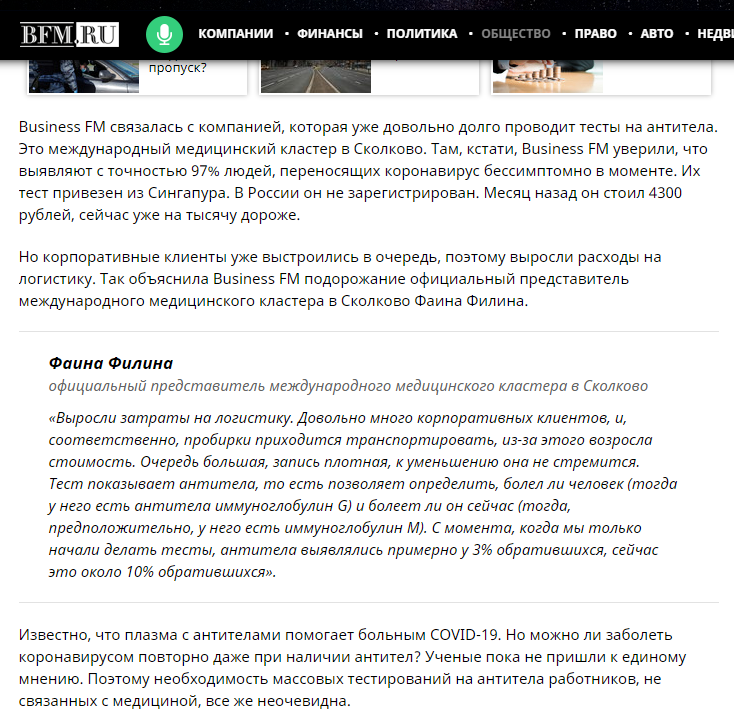 BFM.RU КОМПАНИИ • ФИНАНСЫ • ПОЛИТИКА • ОБЩЕСТВО • ПРАВО • АВТО • НЕДВИ
пропуск?
Business FM связалась с компанией, которая уже довольно долго проводит тесты на антитела.
Это международный медицинский кластер в Сколково. Там, кстати, Business FM уверили, что
выявляют с точностью 97% людей, переносящих коронавирус бессимптомно в моменте. Их
тест привезен из Сингапура. В России он не зарегистрирован. Месяц назад он стоил 4300
рублей, сейчас уже на тысячу дороже.
Но корпоративные клиенты уже выстроились в очередь, поэтому выросли расходы на
логистику. Так объяснила Business FM подорожание официальный представитель
международного медицинского кластера в Сколково Фаина Филина.
Фаина Филина
официальный представитель международного медицинского кластера в Сколково
«Выросли затраты на логистику. Довольно много корпоративных клиентов, и,
соответственно, пробирки приходится транспортировать, из-за этого возросла
стоимость. Очередь большая, запись плотная, к уменьшению она не стремится.
Тест показывает антитела, то есть позволяет определить, болел ли человек (тогда
у него есть антитела иммуноглобулин G) и болеет ли он сейчас (тогда,
предположительно, у него есть иммуноглобулин М). С момента, когда мы только
начали делать тесты, антитела выявлялись примерно у 3% обратившихся, сейчас
это около 10% обратившихся».
Известно, что плазма с антителами помогает больным COVID-19. Но можно ли заболеть
коронавирусом повторно даже при наличии антител? Ученые пока не пришли к единому
мнению. Поэтому необходимость массовых тестирований на антитела работников, не
связанных с медициной, все же неочевидна.